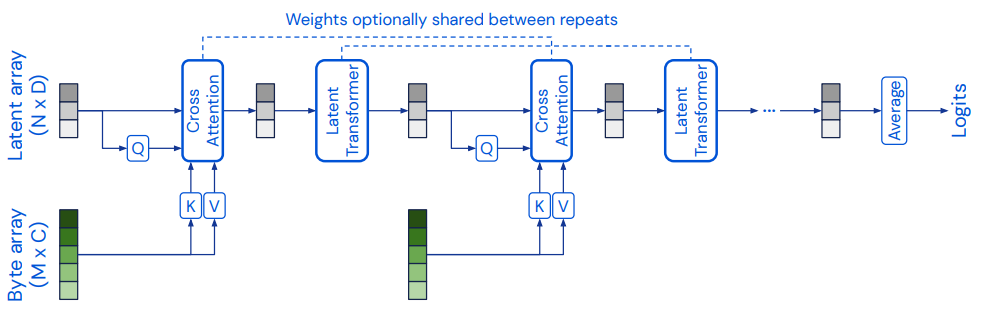 Weights optionally shared between repeats
Latent array
(N x D)
Q
Cross
Attention
Latent
Transformer
Q
Cross
Attention
Latent
Transformer
...
Average
Logits
K
V
K
V
Byte array
(M x C)